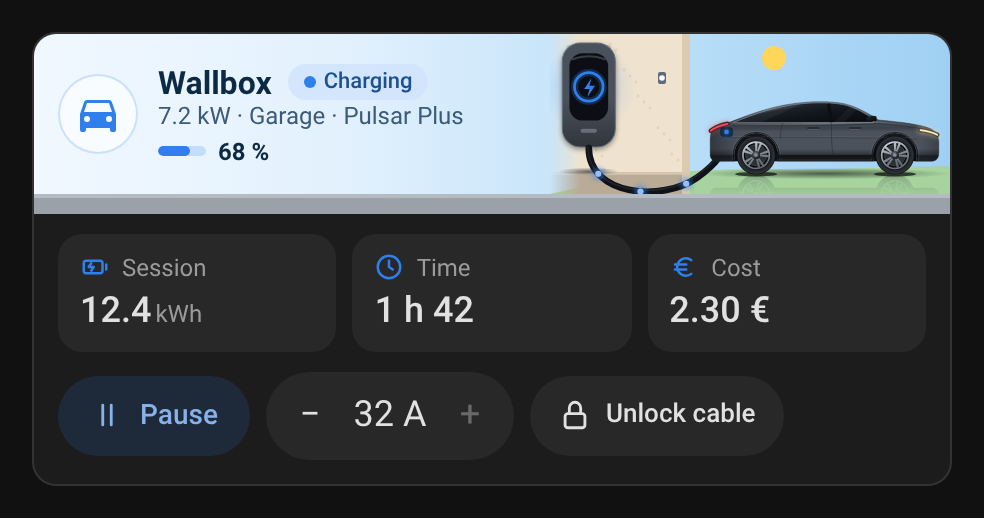 Wallbox
Charging
7.2 kW · Garage · Pulsar Plus
68 %
Session
12.4 kWh
Time
1 h 42
Cost
2.30 €
Pause
− 32 A +
Unlock cable